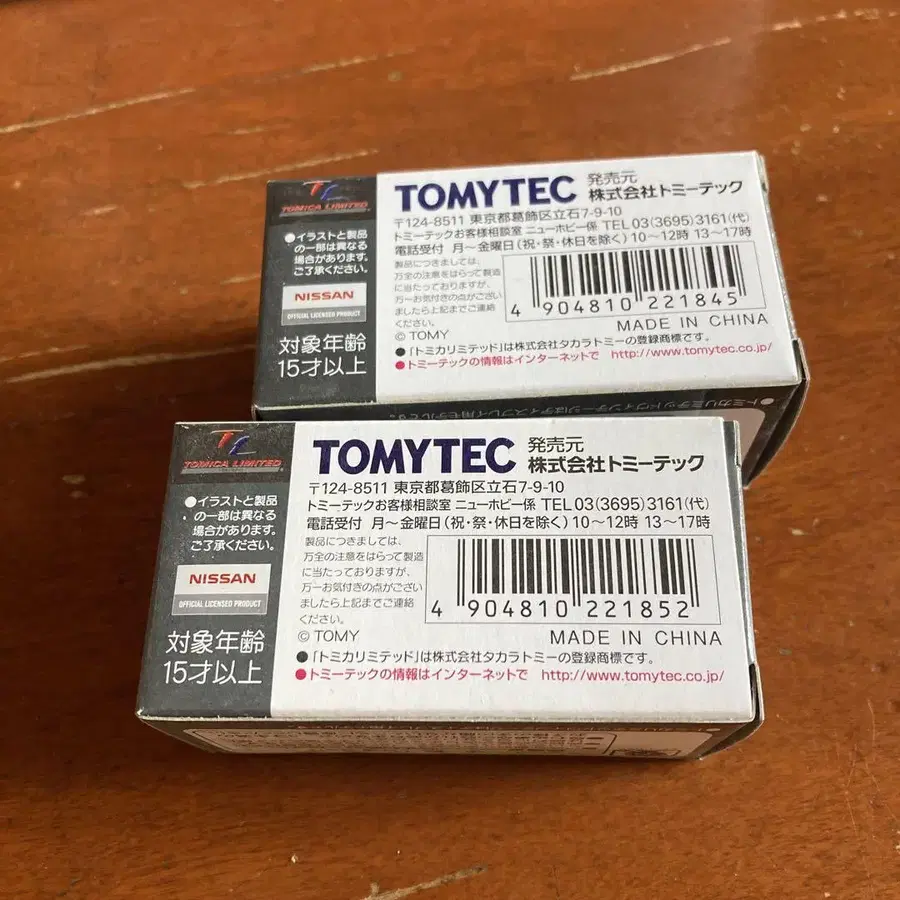 TOMICA LIMITED
●イラストと製品
の一部は異なる
場合があります。
ご了承ください。
NISSAN
OFFICIAL LICENSED PRODUCT
対象年齢
15才以上
TOMYTEC 発売元
株式会社トミーテック
〒124-8511 東京都葛飾区立石7-9-10
トミーテックお客様相談室 ニューホビー係 TEL 03(3695)3161(代)
電話受付 月〜金曜日(祝・祭・休日を除く)10〜12時 13〜17時
製品につきましては、
万全の注意をはらって製造
に当たっておりますが、
万一お気付きの点がござい
ましたら上記までご連絡
ください。
4 904810 221845
© TOMY
MADE IN CHINA
●「トミカリミテッド」は株式会社タカラトミーの登録商標です。
●トミーテックの情報はインターネットで http://www.tomytec.co.jp/
TOMICA LIMITED
●イラストと製品
の一部は異なる
場合があります。
ご了承ください。
NISSAN
OFFICIAL LICENSED PRODUCT
対象年齢
15才以上
TOMYTEC 発売元
株式会社トミーテック
〒124-8511 東京都葛飾区立石7-9-10
トミーテックお客様相談室 ニューホビー係 TEL 03(3695)3161(代)
電話受付 月〜金曜日(祝・祭・休日を除く)10〜12時 13〜17時
製品につきましては、
万全の注意をはらって製造
に当たっておりますが、
万一お気付きの点がござい
ましたら上記までご連絡
ください。
4 904810 221852
© TOMY
MADE IN CHINA
●「トミカリミテッド」は株式会社タカラトミーの登録商標です。
●トミーテックの情報はインターネットで http://www.tomytec.co.jp/